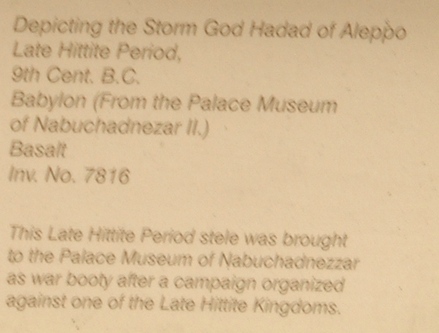 Depicting the Storm God Hadad of Aleppo
Late Hittite Period,
9th Cent. B.C.
Babylon (From the Palace Museum
of Nabuchadnezar II.)
Basalt
Inv. No. 7816
This Late Hittite Period stele was brought
to the Palace Museum of Nabuchadnezzar
as war booty after a campaign organized
against one of the Late Hittite Kingdoms.